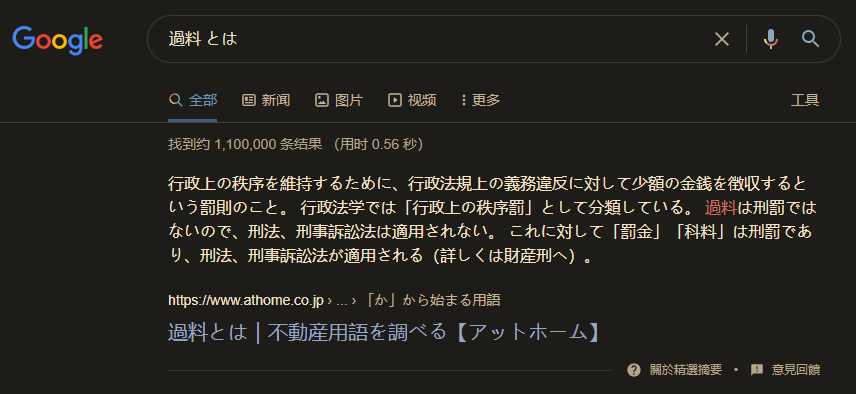 Google
過料 とは
全部
新闻
图片
视频
更多
工具
找到约 1,100,000 条结果 （用时 0.56 秒）
行政上の秩序を維持するために、行政法規上の義務違反に対して少額の金銭を徴収すると
いう罰則のこと。 行政法学では「行政上の秩序罰」として分類している。 過料は刑罰では
ないので、刑法、刑事訴訟法は適用されない。 これに対して「罰金」「科料」は刑罰であ
り、刑法、刑事訴訟法が適用される（詳しくは財産刑へ）。
https://www.athome.co.jp › ... › 「か」から始まる用語
過料とは｜不動産用語を調べる【アットホーム】
關於精選摘要 • 意見回饋